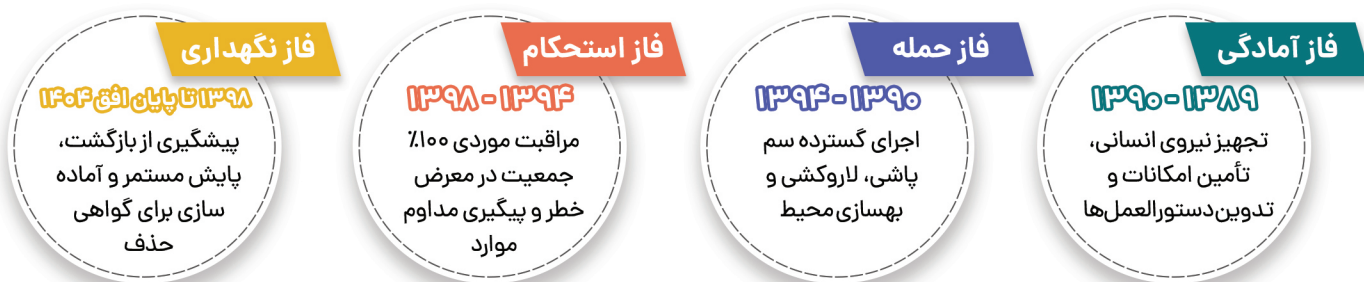 فاز آمادگی
۱۳۸۹ - ۱۳۹۰
تجهیز نیروی انسانی،
تأمین امکانات و
تدوین‌دستورالعمل‌ها
فاز حمله
۱۳۹۰ - ۱۳۹۴
اجرای گسترده سم
پاشی، لاروکشی و
بهسازی محیط
فاز استحکام
۱۳۹۴ - ۱۳۹۸
مراقبت موردی ۱۰۰٪
جمعیت در معرض
خطر و پیگیری مداوم
موارد
فاز نگهداری
۱۳۹۸ تا پایان افق ۱۴۰۴
پیشگیری از بازگشت،
پایش مستمر و آماده
سازی برای گواهی
حذف